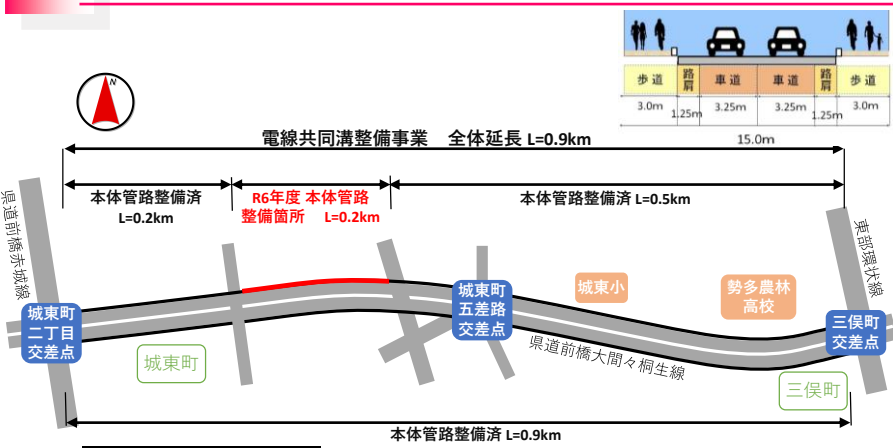 N
歩道
路肩
車道
車道
路肩
歩道
3.0m
1.25m
3.25m
3.25m
1.25m
3.0m
15.0m
電線共同溝整備事業　全体延長 L=0.9km
本体管路整備済
L=0.2km
R6年度 本体管路
整備箇所　L=0.2km
本体管路整備済 L=0.5km
県道前橋赤城線
東部環状線
城東町
二丁目
交差点
城東町
五差路
交差点
城東小
勢多農林
高校
三俣町
交差点
城東町
県道前橋大間々桐生線
三俣町
本体管路整備済 L=0.9km